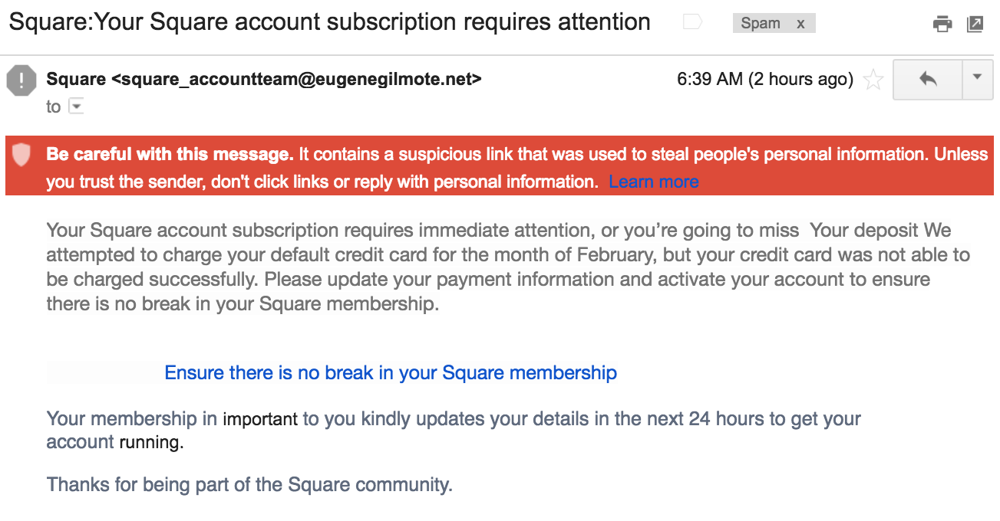 Square:Your Square account subscription requires attention
Spam x
Square <square_accountteam@eugenegilmote.net>
6:39 AM (2 hours ago)
to
Be careful with this message. It contains a suspicious link that was used to steal people's personal information. Unless
you trust the sender, don't click links or reply with personal information. Learn more
Your Square account subscription requires immediate attention, or you’re going to miss  Your deposit We
attempted to charge your default credit card for the month of February, but your credit card was not able to
be charged successfully. Please update your payment information and activate your account to ensure
there is no break in your Square membership.
Ensure there is no break in your Square membership
Your membership in important to you kindly updates your details in the next 24 hours to get your
account running.
Thanks for being part of the Square community.